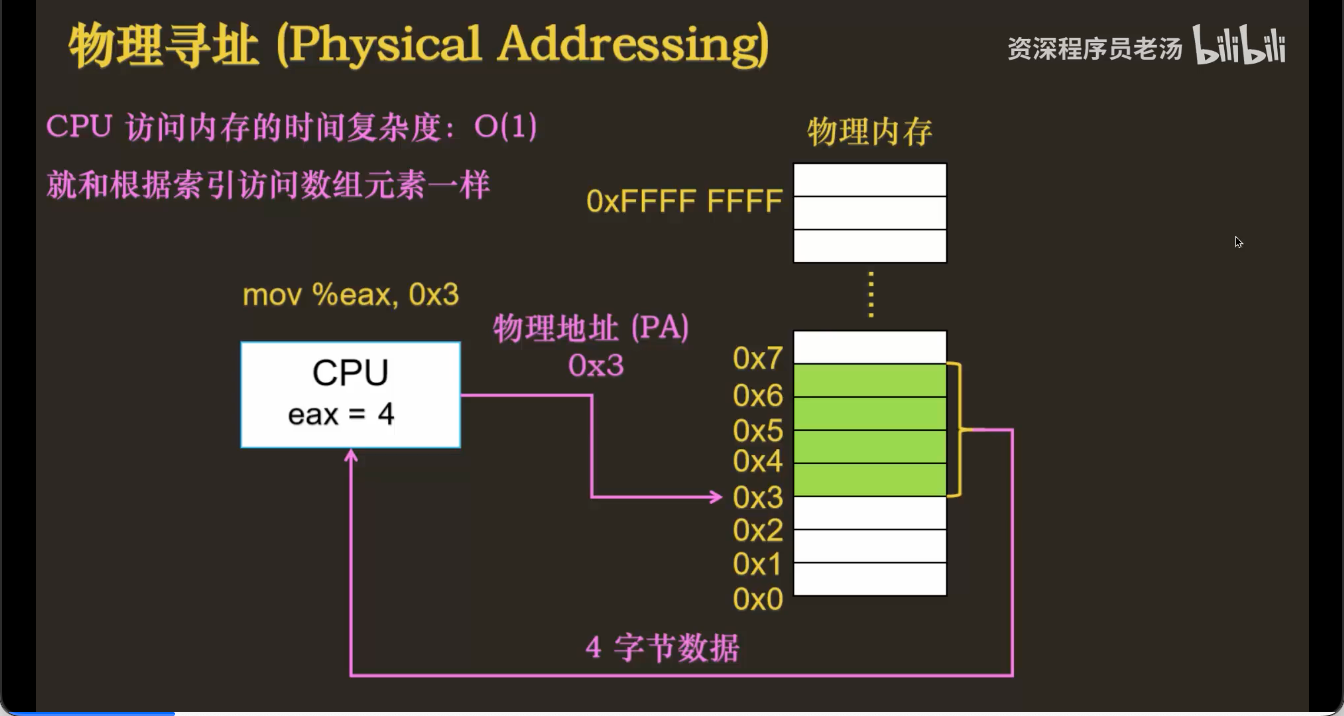 物理寻址 (Physical Addressing)
资深程序员老汤 bilibili
CPU 访问内存的时间复杂度：O(1)
就和根据索引访问数组元素一样
物理内存
0xFFFF FFFF
mov %eax, 0x3
物理地址 (PA)
0x3
CPU
eax = 4
0x7
0x6
0x5
0x4
0x3
0x2
0x1
0x0
4 字节数据